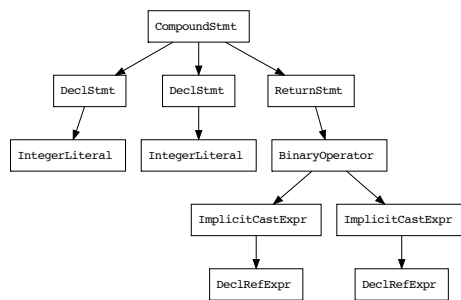 CompoundStmt
DeclStmt DeclStmt ReturnStmt
IntegerLiteral IntegerLiteral BinaryOperator
ImplicitCastExpr ImplicitCastExpr
DeclRefExpr DeclRefExpr